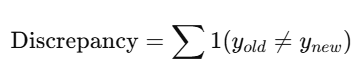 Discrepancy = ∑ 1(y_old ≠ y_new)